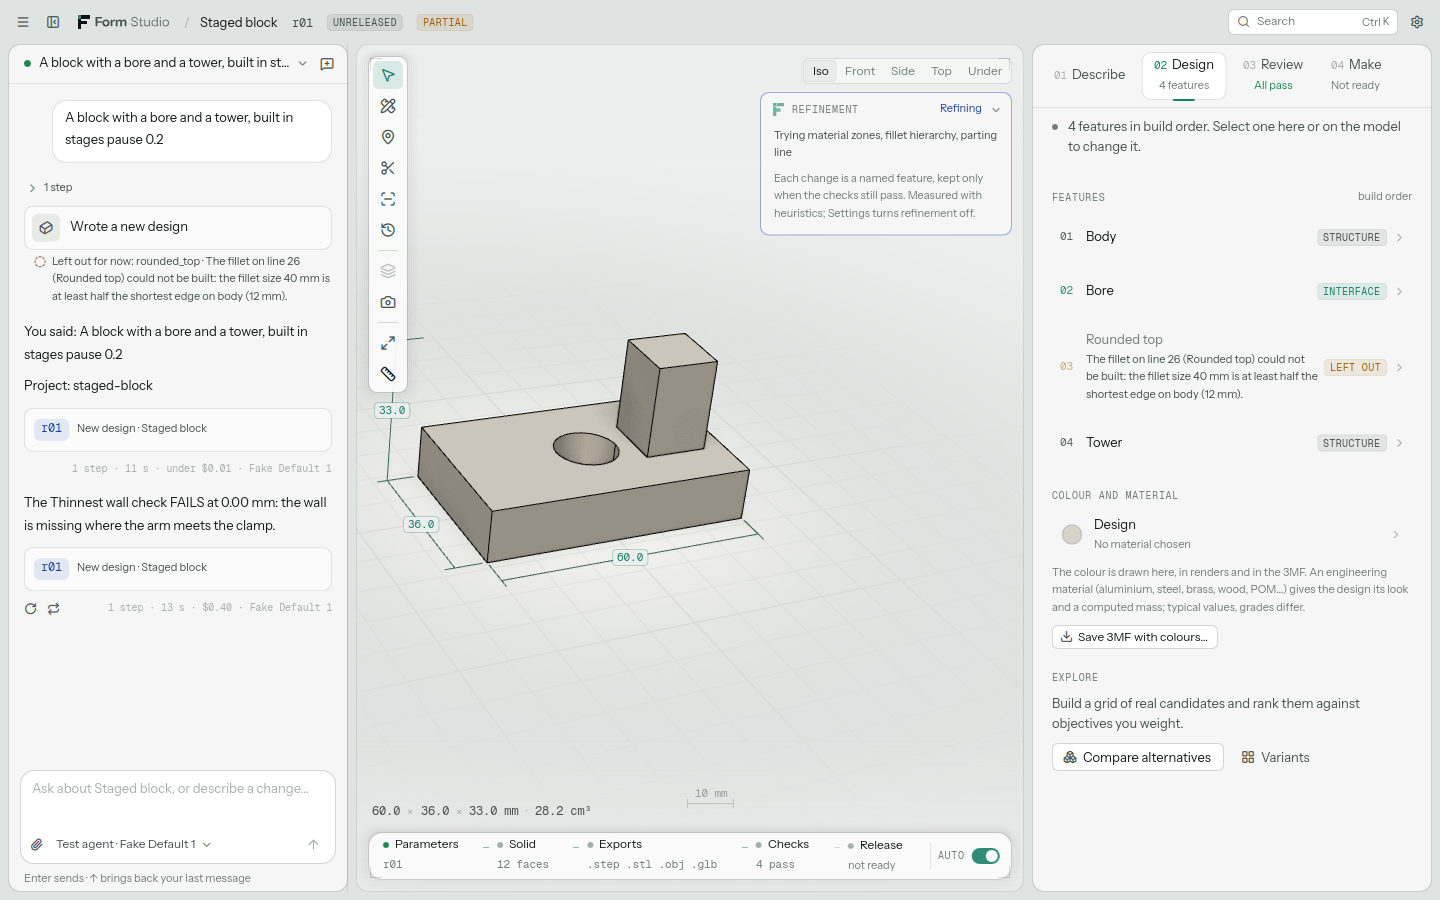 Form Studio / Staged block r01 UNRELEASED PARTIAL
Search Ctrl K
A block with a bore and a tower, built in st...
A block with a bore and a tower, built in
stages pause 0.2
1 step
Wrote a new design
Left out for now: rounded_top · The fillet on line 26
(Rounded top) could not be built: the fillet size 40 mm is
at least half the shortest edge on body (12 mm).
You said: A block with a bore and a tower, built in
stages pause 0.2
Project: staged-block
r01 New design · Staged block
1 step · 11 s · under $0.01 · Fake Default 1
The Thinnest wall check FAILS at 0.00 mm: the wall
is missing where the arm meets the clamp.
r01 New design · Staged block
1 step · 13 s · $0.40 · Fake Default 1
Ask about Staged block, or describe a change...
Test agent · Fake Default 1
Enter sends · ↑ brings back your last message
Iso Front Side Top Under
REFINEMENT Refining
Trying material zones, fillet hierarchy, parting
line
Each change is a named feature, kept only
when the checks still pass. Measured with
heuristics; Settings turns refinement off.
33.0
36.0
60.0
10 mm
60.0 × 36.0 × 33.0 mm · 28.2 cm³
Parameters Solid Exports Checks Release
r01 12 faces .step .stl .obj .glb 4 pass not ready
AUTO
01 Describe 02 Design 03 Review 04 Make
4 features All pass Not ready
4 features in build order. Select one here or on the model
to change it.
FEATURES build order
01 Body STRUCTURE
02 Bore INTERFACE
Rounded top
03 The fillet on line 26 (Rounded top) could not
be built: the fillet size 40 mm is at least half the
shortest edge on body (12 mm).
LEFT OUT
04 Tower STRUCTURE
COLOUR AND MATERIAL
Design
No material chosen
The colour is drawn here, in renders and in the 3MF. An engineering
material (aluminium, steel, brass, wood, POM...) gives the design its look
and a computed mass; typical values, grades differ.
Save 3MF with colours...
EXPLORE
Build a grid of real candidates and rank them against
objectives you weight.
Compare alternatives Variants